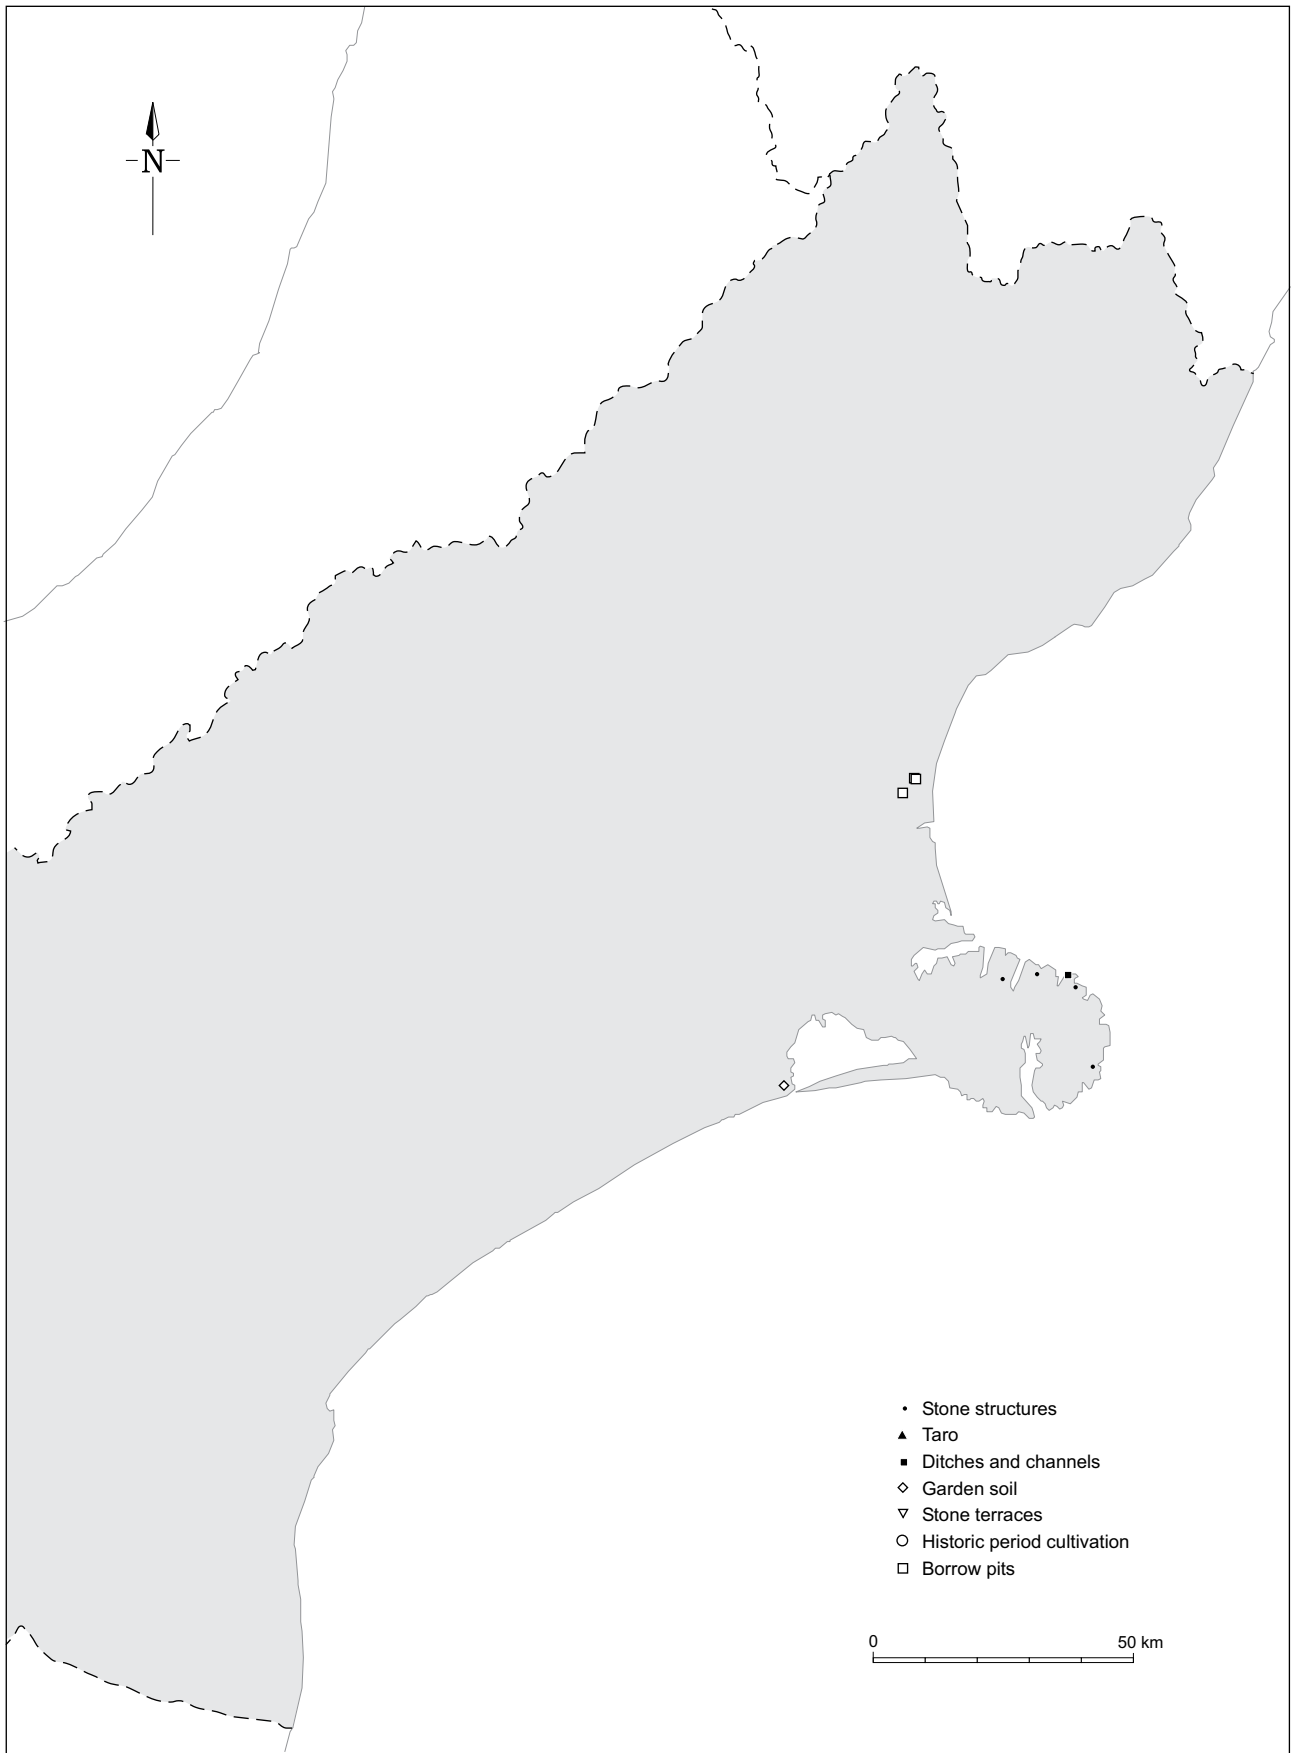 N
Stone structures
Taro
Ditches and channels
Garden soil
Stone terraces
Historic period cultivation
Borrow pits
0 50 km